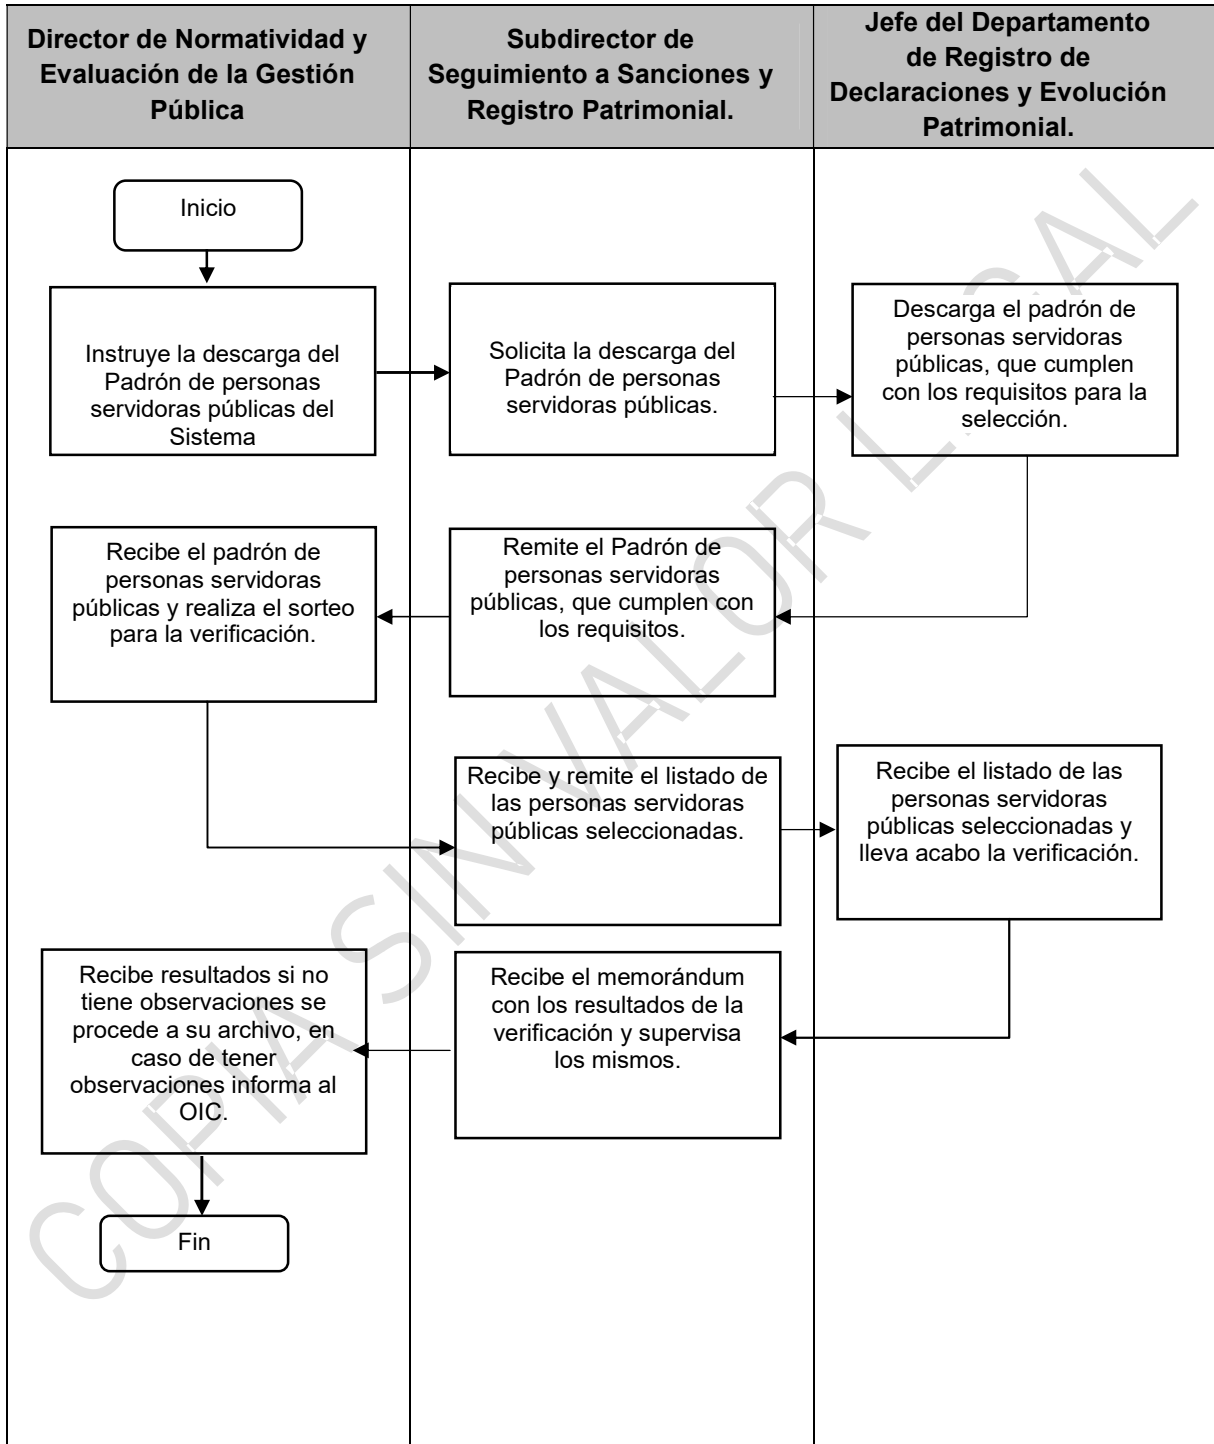 Director de Normatividad y
Evaluación de la Gestión
Pública
Subdirector de
Seguimiento a Sanciones y
Registro Patrimonial.
Jefe del Departamento
de Registro de
Declaraciones y Evolución
Patrimonial.
Inicio
Instruye la descarga del
Padrón de personas
servidoras públicas del
Sistema
Solicita la descarga del
Padrón de personas
servidoras públicas.
Descarga el padrón de
personas servidoras
públicas, que cumplen
con los requisitos para la
selección.
Remite el Padrón de
personas servidoras
públicas, que cumplen con
los requisitos.
Recibe el padrón de
personas servidoras
públicas y realiza el sorteo
para la verificación.
Recibe y remite el listado de
las personas servidoras
públicas seleccionadas.
Recibe el listado de las
personas servidoras
públicas seleccionadas y
lleva acabo la verificación.
Recibe el memorándum
con los resultados de la
verificación y supervisa
los mismos.
Recibe resultados si no
tiene observaciones se
procede a su archivo, en
caso de tener
observaciones informa al
OIC.
Fin
COPIA SIN VALOR LEGAL